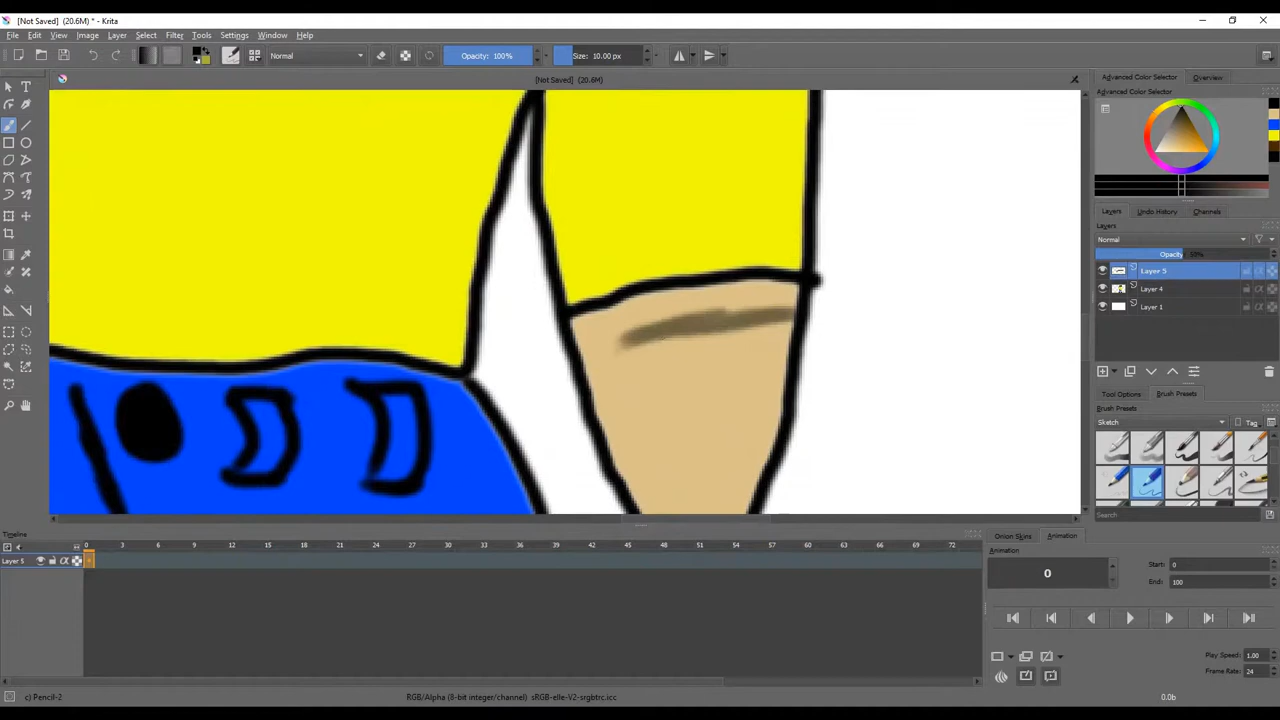 [Not Saved] (20.6M) * - Krita
File Edit View Image Layer Select Filter Tools Settings Window Help
Normal Opacity: 100% Size: 10.00 px
[Not Saved] (20.6M)
Advanced Color Selector Overview
Advanced Color Selector
Layers Undo History Channels
Layers
Normal
Opacity
Layer 5
Layer 4
Layer 1
Tool Options Brush Presets
Brush Presets
Sketch Tag
Search
Timeline
0 3 6 9 12 15 18 21 24 27 30 33 36 39 42 45 48 51 54 57 60 63 66 69 72
Layer 5
Onion Skins Animation
Animation
0
Start: 0
End: 100
Play Speed: 1.00
Frame Rate: 24
c) Pencil-2 RGB/Alpha (8-bit integer/channel) sRGB-elle-V2-srgbtrc.icc 0.0b